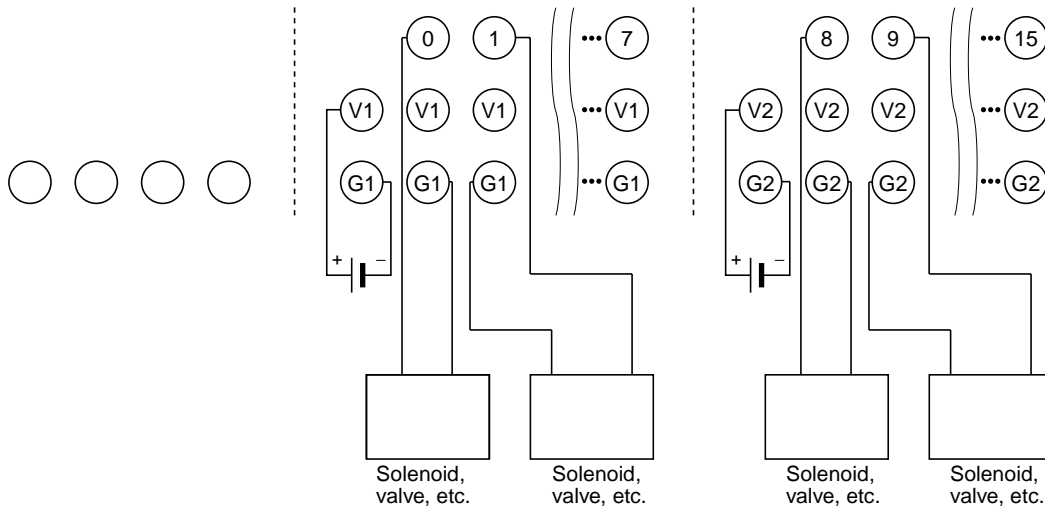 0 1 ••• 7 8 9 ••• 15
V1 V1 V1 ••• V1 V2 V2 V2 ••• V2
G1 G1 G1 ••• G1 G2 G2 G2 ••• G2
+ − + −
Solenoid, valve, etc.
Solenoid, valve, etc.
Solenoid, valve, etc.
Solenoid, valve, etc.